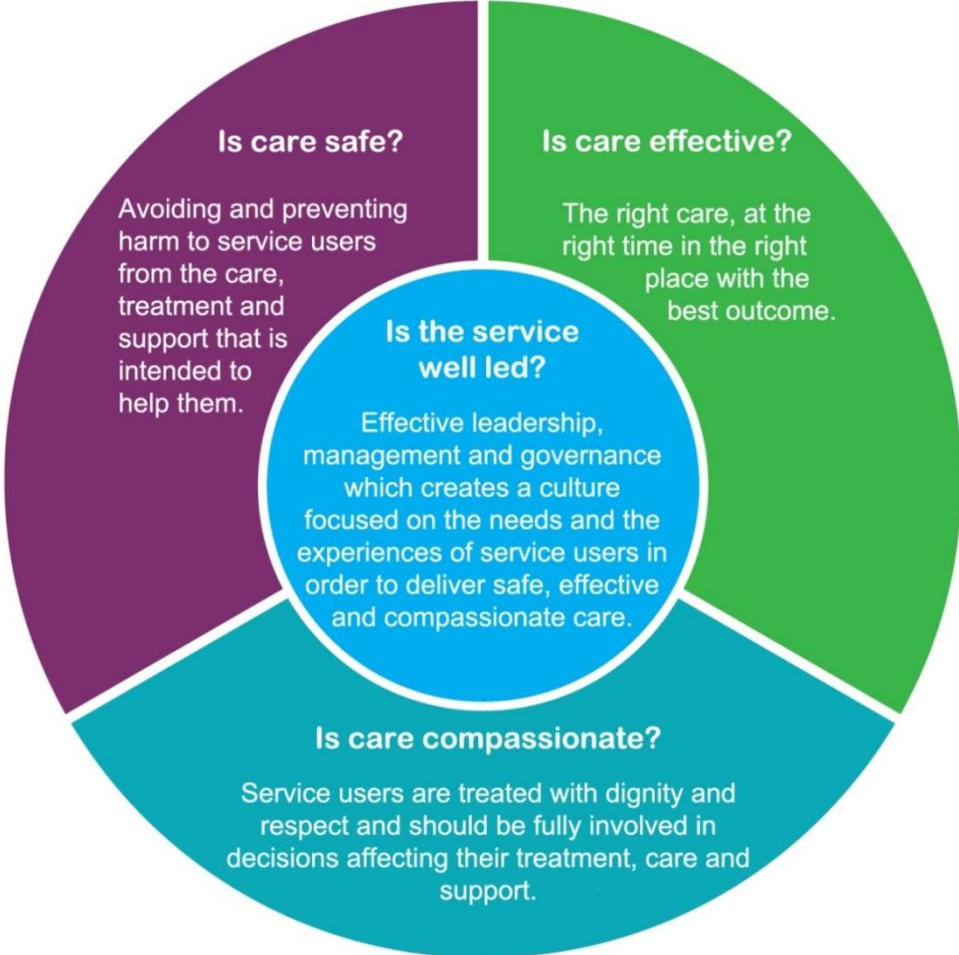 Is care safe?
Avoiding and preventing
harm to service users
from the care,
treatment and
support that is
intended to
help them.
Is care effective?
The right care, at the
right time in the right
place with the
best outcome.
Is the service
well led?
Effective leadership,
management and governance
which creates a culture
focused on the needs and the
experiences of service users in
order to deliver safe, effective
and compassionate care.
Is care compassionate?
Service users are treated with dignity and
respect and should be fully involved in
decisions affecting their treatment, care and
support.